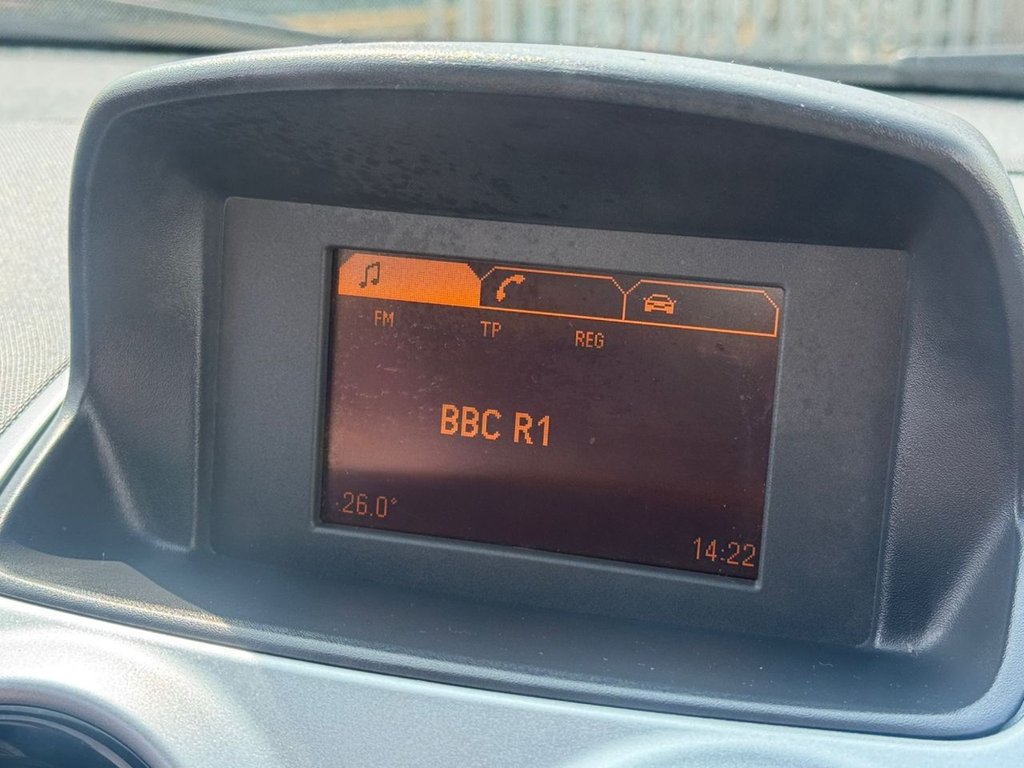 FM TP REG
BBC R1
26.0°
14:22